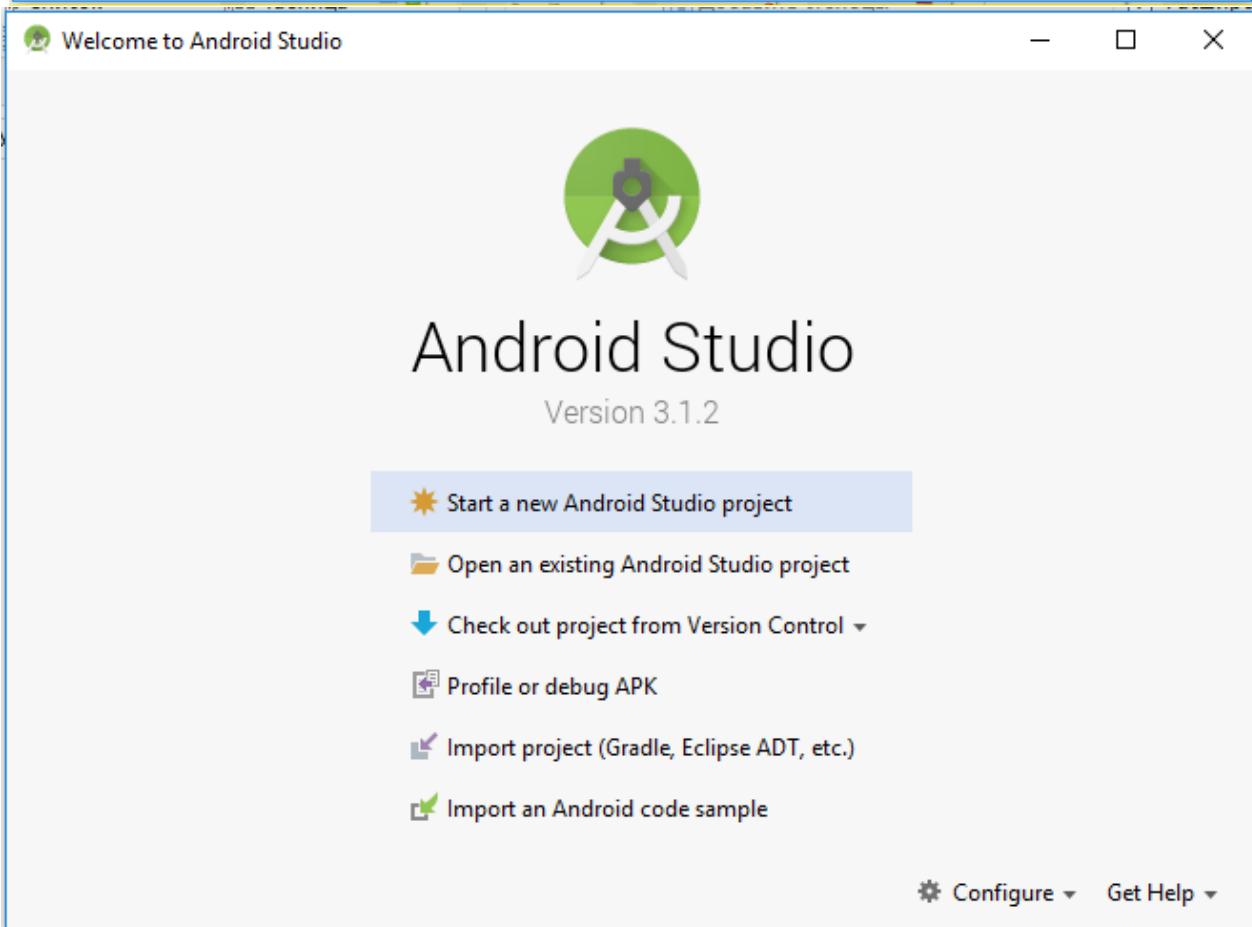 Welcome to Android Studio
Android Studio
Version 3.1.2
Start a new Android Studio project
Open an existing Android Studio project
Check out project from Version Control
Profile or debug APK
Import project (Gradle, Eclipse ADT, etc.)
Import an Android code sample
Configure
Get Help